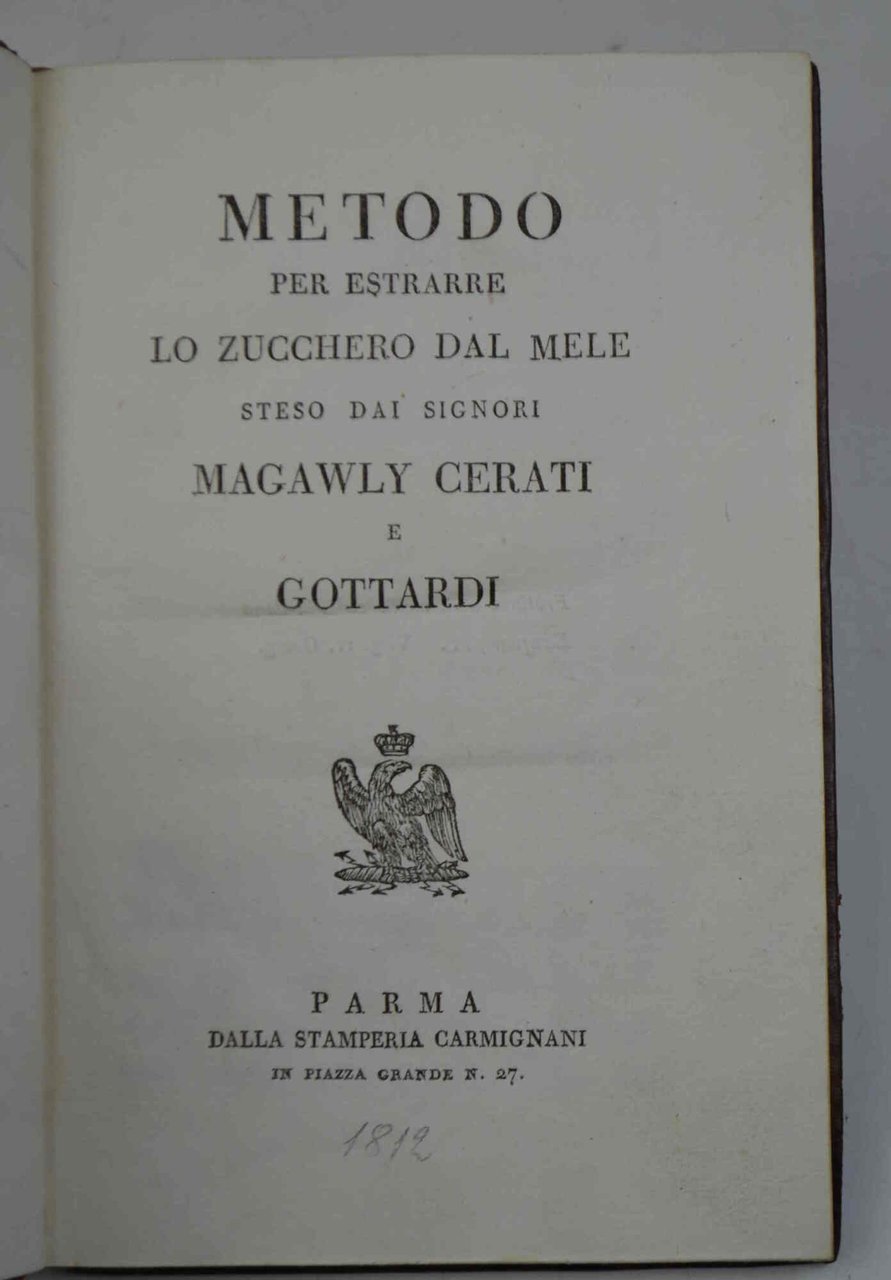 METODO
PER ESTRARRE
LO ZUCCHERO DAL MELE
STESO DAI SIGNORI
MAGAWLY CERATI
E
GOTTARDI
PARMA
DALLA STAMPERIA CARMIGNANI
IN PIAZZA GRANDE N. 27.
1812